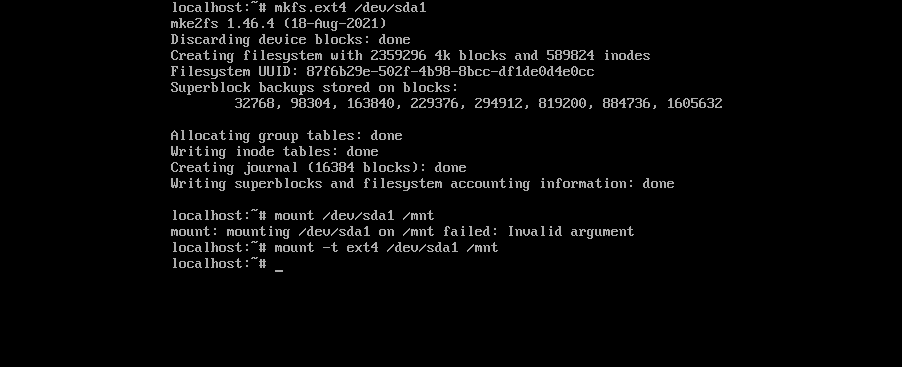 localhost:~# mkfs.ext4 /dev/sda1
mke2fs 1.46.4 (18-Aug-2021)
Discarding device blocks: done
Creating filesystem with 2359296 4k blocks and 589824 inodes
Filesystem UUID: 87f6b29e-502f-4b98-8bcc-df1de0d4e0cc
Superblock backups stored on blocks:
        32768, 98304, 163840, 229376, 294912, 819200, 884736, 1605632

Allocating group tables: done
Writing inode tables: done
Creating journal (16384 blocks): done
Writing superblocks and filesystem accounting information: done

localhost:~# mount /dev/sda1 /mnt
mount: mounting /dev/sda1 on /mnt failed: Invalid argument
localhost:~# mount -t ext4 /dev/sda1 /mnt
localhost:~# _